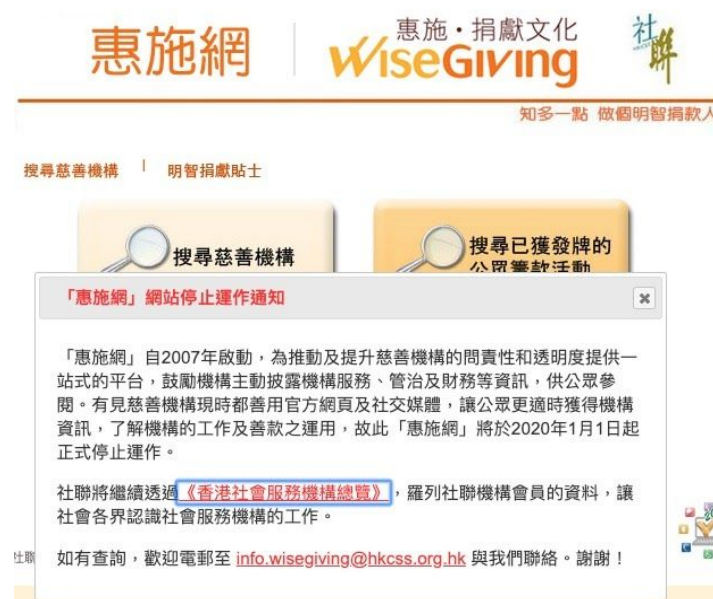 惠施網
惠施・捐獻文化
WiseGiving
社聯
知多一點 做個明智捐款人
搜尋慈善機構 | 明智捐獻貼士
搜尋慈善機構
搜尋已獲發牌的
公眾籌款活動
「惠施網」網站停止運作通知
「惠施網」自2007年啟動，為推動及提升慈善機構的問責性和透明度提供一
站式的平台，鼓勵機構主動披露機構服務、管治及財務等資訊，供公眾參
閱。有見慈善機構現時都善用官方網頁及社交媒體，讓公眾更適時獲得機構
資訊，了解機構的工作及善款之運用，故此「惠施網」將於2020年1月1日起
正式停止運作。
社聯將繼續透過《香港社會服務機構總覽》，羅列社聯機構會員的資料，讓
社會各界認識社會服務機構的工作。
如有查詢，歡迎電郵至 info.wisegiving@hkcss.org.hk 與我們聯絡。謝謝！
社聯